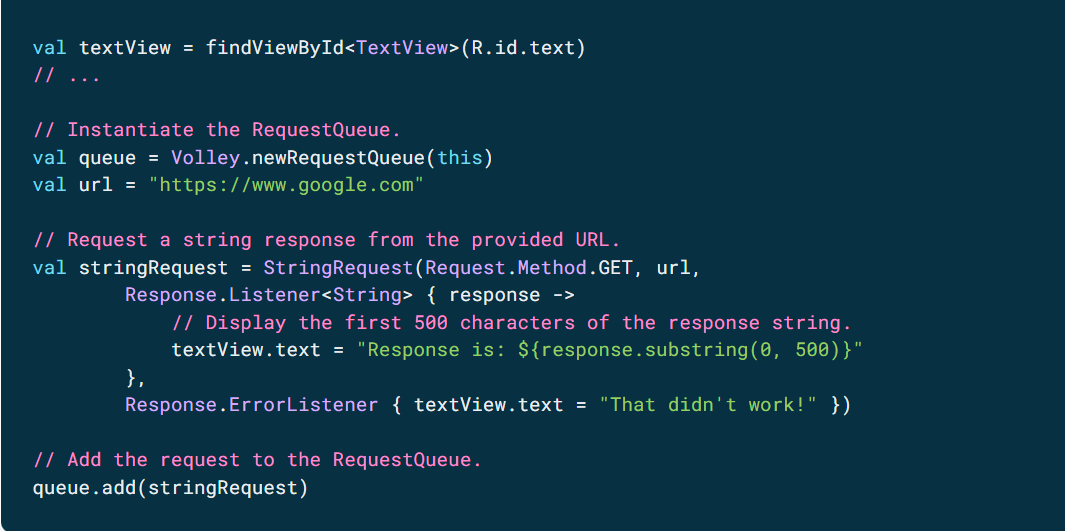 val textView = findViewById<TextView>(R.id.text)
// ...
// Instantiate the RequestQueue.
val queue = Volley.newRequestQueue(this)
val url = "https://www.google.com"
// Request a string response from the provided URL.
val stringRequest = StringRequest(Request.Method.GET, url,
        Response.Listener<String> { response ->
            // Display the first 500 characters of the response string.
            textView.text = "Response is: ${response.substring(0, 500)}"
        },
        Response.ErrorListener { textView.text = "That didn't work!" })
// Add the request to the RequestQueue.
queue.add(stringRequest)